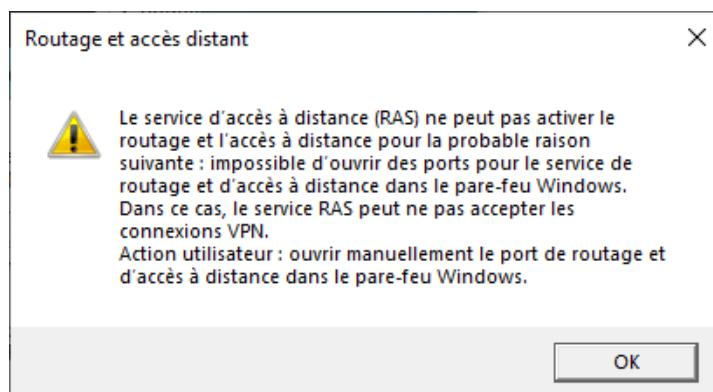 Routage et accès distant
Le service d'accès à distance (RAS) ne peut pas activer le
routage et l'accès à distance pour la probable raison
suivante : impossible d'ouvrir des ports pour le service de
routage et d'accès à distance dans le pare-feu Windows.
Dans ce cas, le service RAS peut ne pas accepter les
connexions VPN.
Action utilisateur : ouvrir manuellement le port de routage et
d'accès à distance dans le pare-feu Windows.
OK